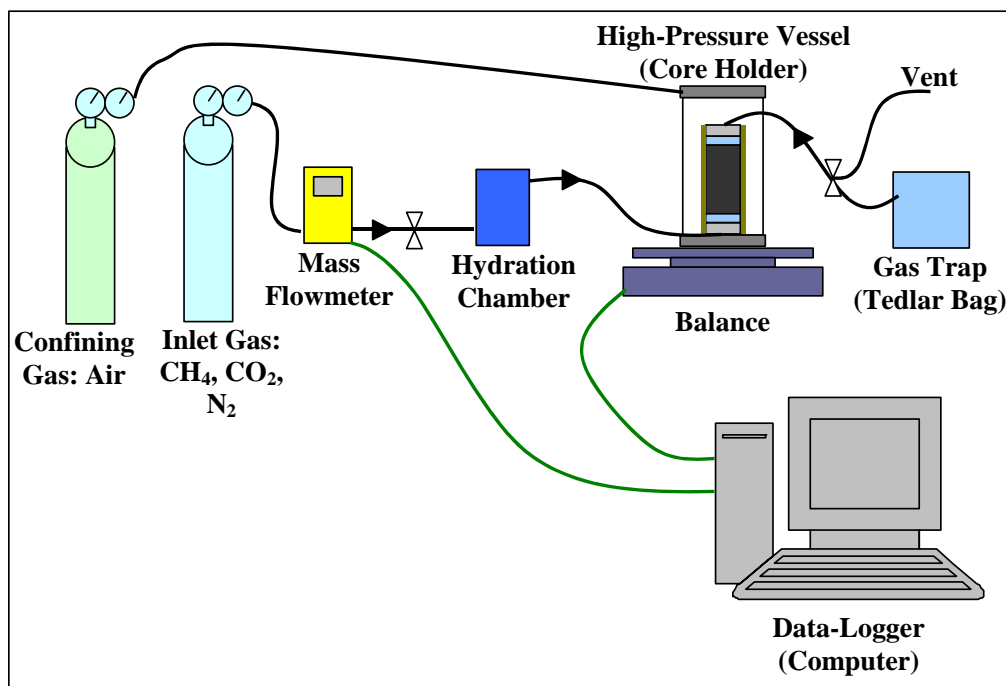 High-Pressure Vessel
(Core Holder)
Vent
Mass
Flowmeter
Hydration
Chamber
Balance
Gas Trap
(Tedlar Bag)
Confining
Gas: Air
Inlet Gas:
CH₄, CO₂,
N₂
Data-Logger
(Computer)